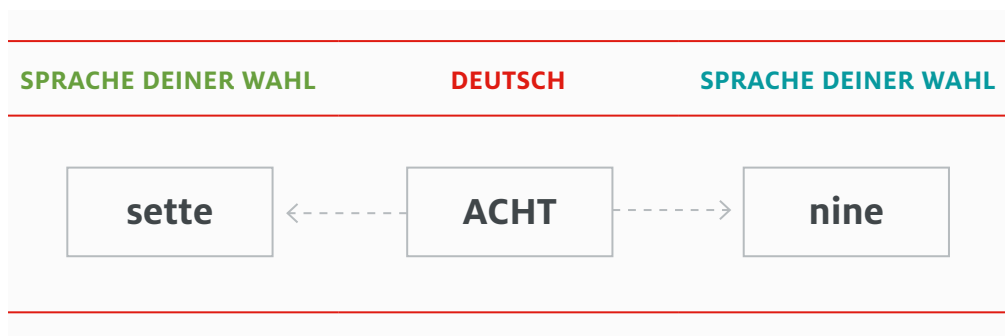 SPRACHE DEINER WAHL DEUTSCH SPRACHE DEINER WAHL
sette ACHT nine